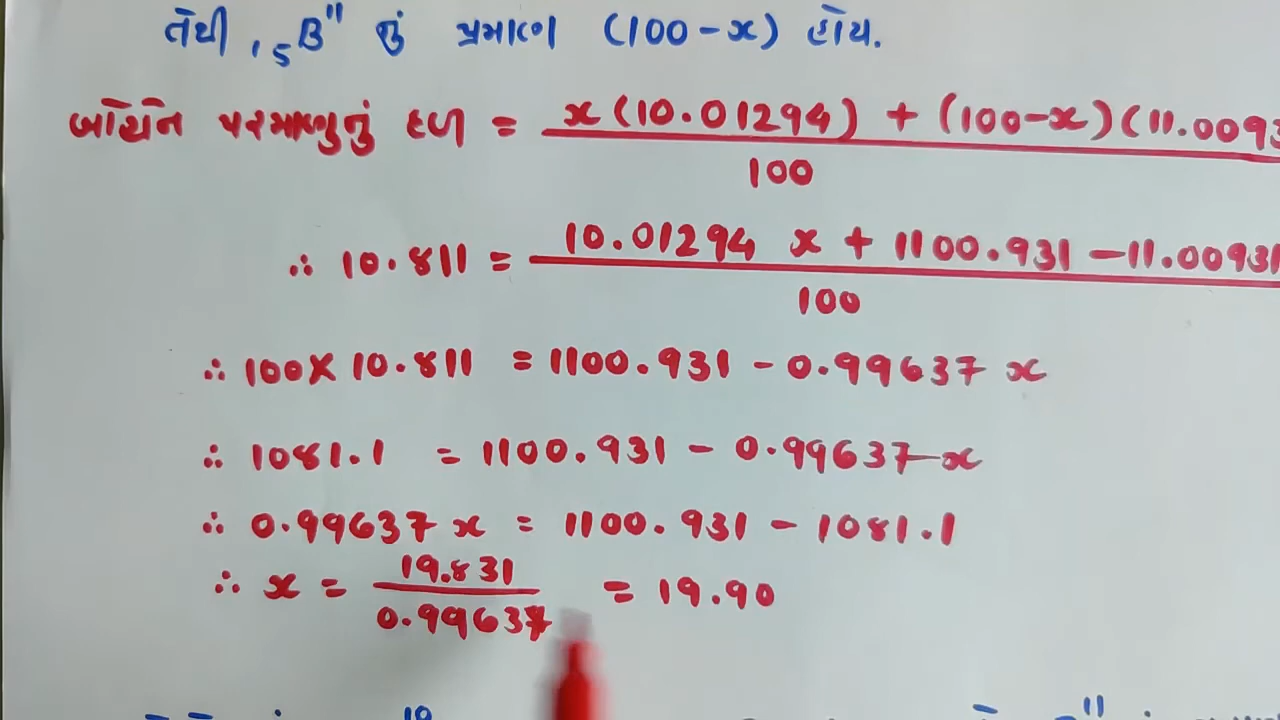 તેથી , ₅B¹¹ નું પ્રમાણ (100-x) હોય.
બોરોન પરમાણુનું દળ = x(10.01294) + (100-x)(11.0093
100
∴ 10.811 = 10.01294 x + 1100.931 - 11.00931
100
∴ 100 × 10.811 = 1100.931 - 0.99637 x
∴ 1081.1 = 1100.931 - 0.99637 x
∴ 0.99637 x = 1100.931 - 1081.1
∴ x = 19.831 / 0.99637 = 19.90